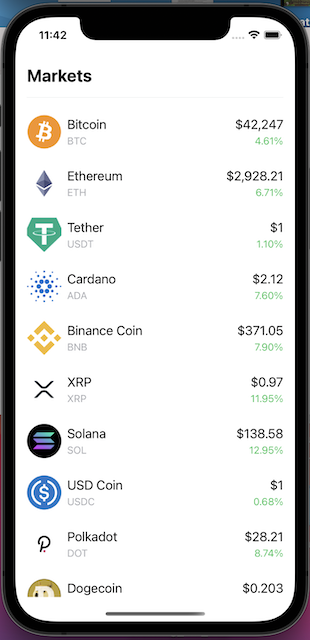 11:42
Markets
Bitcoin $42,247
BTC 4.61%
Ethereum $2,928.21
ETH 6.71%
Tether $1
USDT 1.10%
Cardano $2.12
ADA 7.60%
Binance Coin $371.05
BNB 7.90%
XRP $0.97
XRP 11.95%
Solana $138.58
SOL 12.95%
USD Coin $1
USDC 0.68%
Polkadot $28.21
DOT 8.74%
Dogecoin $0.203